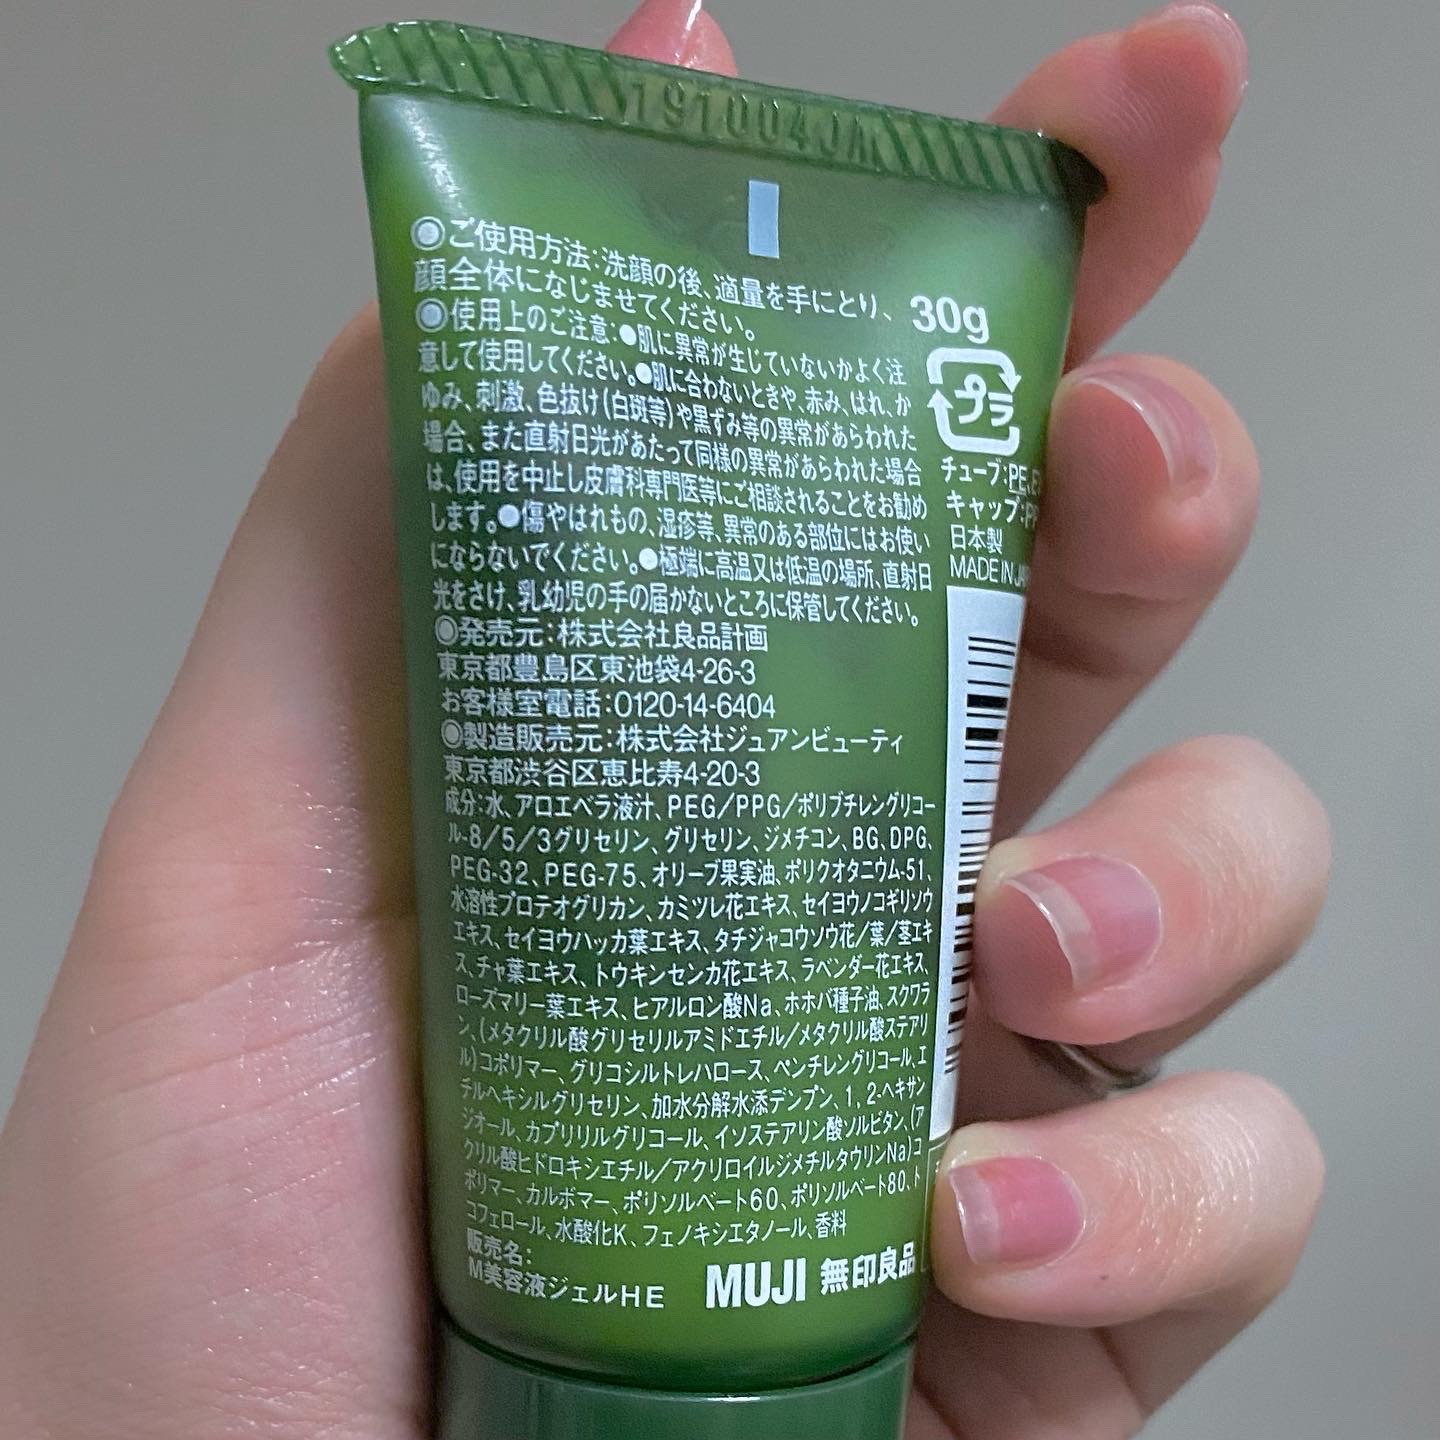 191004JA
◉ご使用方法:洗顔の後、適量を手にとり、
顔全体になじませてください。
◉使用上のご注意:●肌に異常が生じていないかよく注
意して使用してください。●肌に合わないときや、赤み、はれ、か
ゆみ、刺激、色抜け(白斑等)や黒ずみ等の異常があらわれた
場合、また直射日光があたって同様の異常があらわれた場合
は、使用を中止し皮膚科専門医等にご相談されることをお勧め
します。●傷やはれもの、湿疹等、異常のある部位にはお使い
にならないでください。●極端に高温又は低温の場所、直射日
光をさけ、乳幼児の手の届かないところに保管してください。
◉発売元:株式会社良品計画
東京都豊島区東池袋4-26-3
お客様室電話:0120-14-6404
◉製造販売元:株式会社ジュアンビューティ
東京都渋谷区恵比寿4-20-3
成分:水、アロエベラ液汁、PEG/PPG/ポリブチレングリコー
ル-8/5/3グリセリン、グリセリン、ジメチコン、BG、DPG、
PEG-32、PEG-75、オリーブ果実油、ポリクオタニウム-51、
水溶性プロテオグリカン、カミツレ花エキス、セイヨウノコギリソウ
エキス、セイヨウハッカ葉エキス、タチジャコウソウ花/葉/茎エキ
ス、チャ葉エキス、トウキンセンカ花エキス、ラベンダー花エキス、
ローズマリー葉エキス、ヒアルロン酸Na、ホホバ種子油、スクワラ
ン、(メタクリル酸グリセリルアミドエチル/メタクリル酸ステアリ
ル)コポリマー、グリコシルトレハロース、ペンチレングリコール、エ
チルヘキシルグリセリン、加水分解水添デンプン、1,2-ヘキサン
ジオール、カプリリルグリコール、イソステアリン酸ソルビタン、(ア
クリル酸ヒドロキシエチル/アクリロイルジメチルタウリンNa)コ
ポリマー、カルボマー、ポリソルベート60、ポリソルベート80、ト
コフェロール、水酸化K、フェノキシエタノール、香料
販売名:
M美容液ジェルHE
MUJI 無印良品
30g
プラ
チューブ:PE,
キャップ:PP
日本製
MADE IN